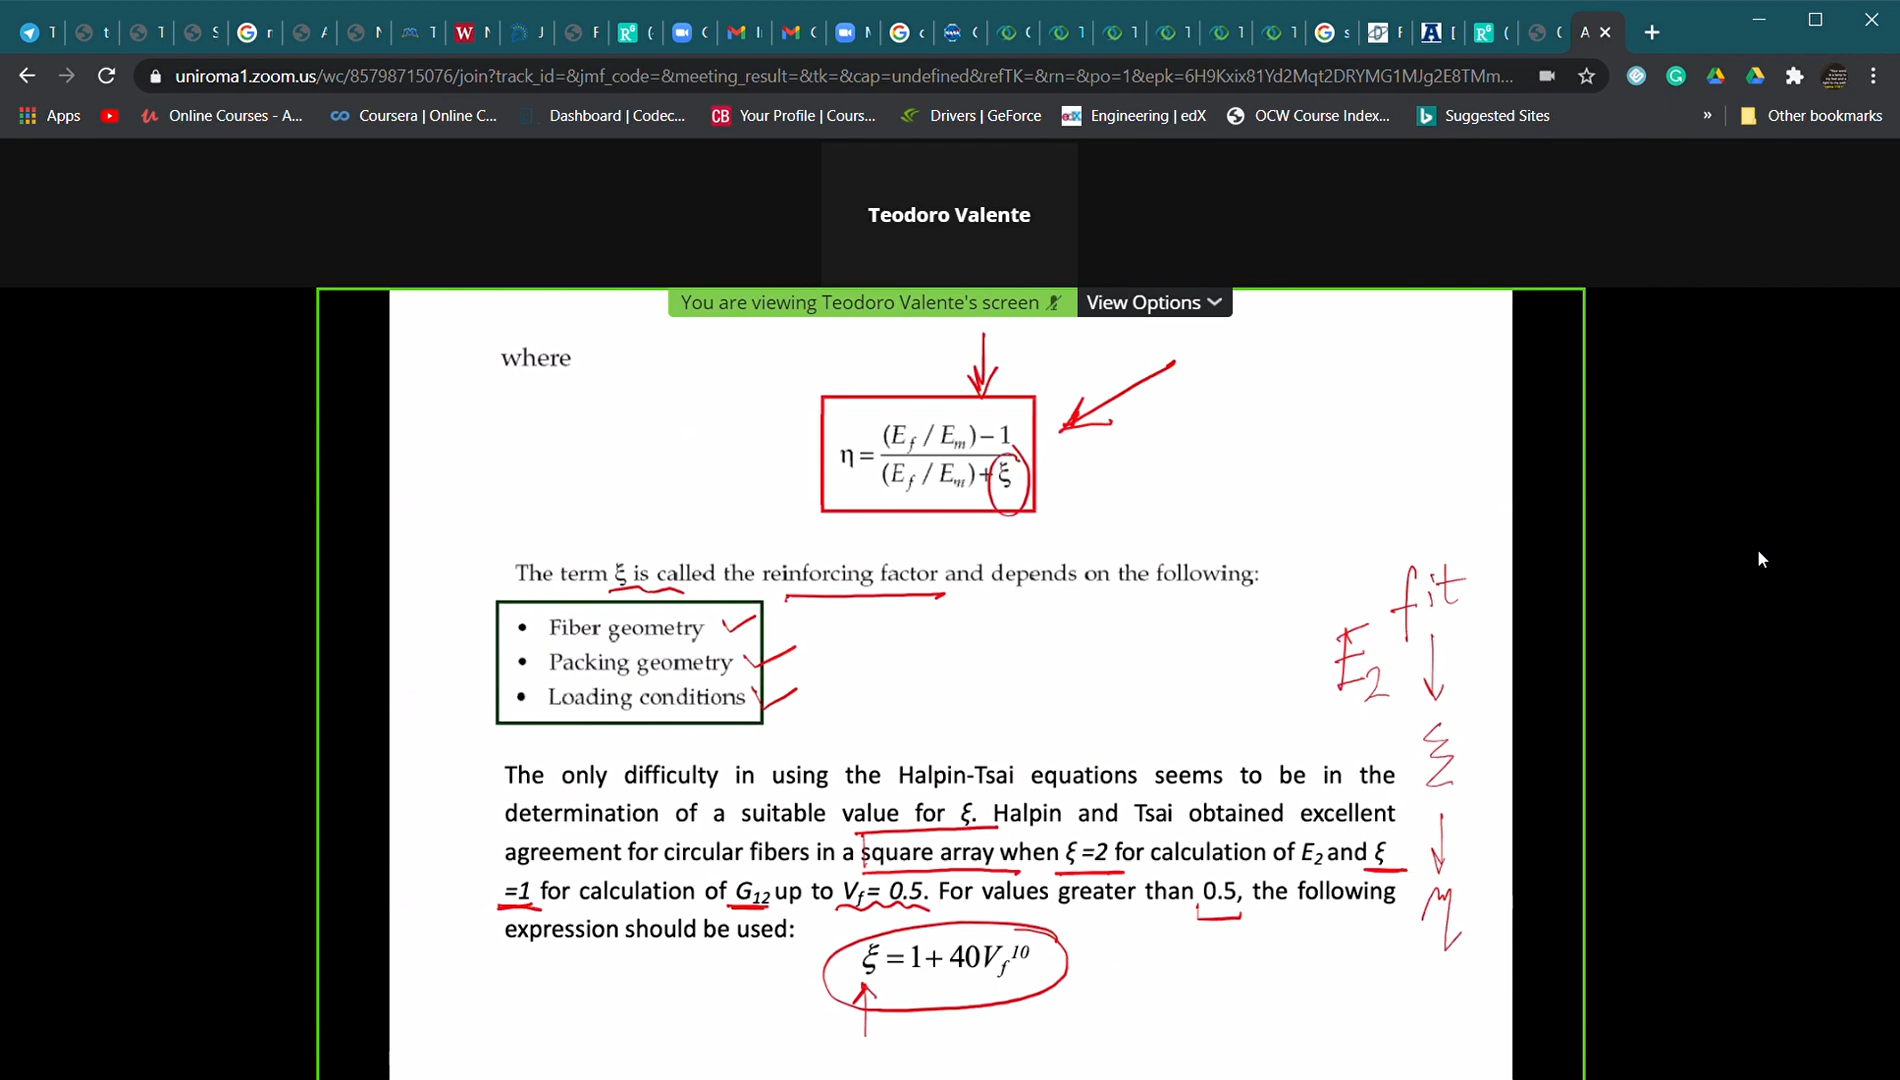 T t T S r A M T W N J F ( C I C M c C T T T T T s F [ ( C A
uniroma1.zoom.us/wc/85798715076/join?track_id=&jmf_code=&meeting_result=&tk=&cap=undefined&refTK=&rn=&po=1&epk=6H9Kxix81Yd2Mqt2DRYMG1MJg2E8TMm...
Apps Online Courses - A... Coursera | Online C... Dashboard | Codec... CB Your Profile | Cours... Drivers | GeForce edX Engineering | edX OCW Course Index... Suggested Sites » Other bookmarks
Teodoro Valente
You are viewing Teodoro Valente's screen View Options
where
η = (E_f / E_m) − 1
(E_f / E_m) + ξ
The term ξ is called the reinforcing factor and depends on the following:
• Fiber geometry
• Packing geometry
• Loading conditions
fit
E₂
ξ
η
The only difficulty in using the Halpin-Tsai equations seems to be in the
determination of a suitable value for ξ. Halpin and Tsai obtained excellent
agreement for circular fibers in a square array when ξ =2 for calculation of E₂ and ξ
=1 for calculation of G₁₂ up to V_f= 0.5. For values greater than 0.5, the following
expression should be used:
ξ = 1 + 40V_f¹⁰